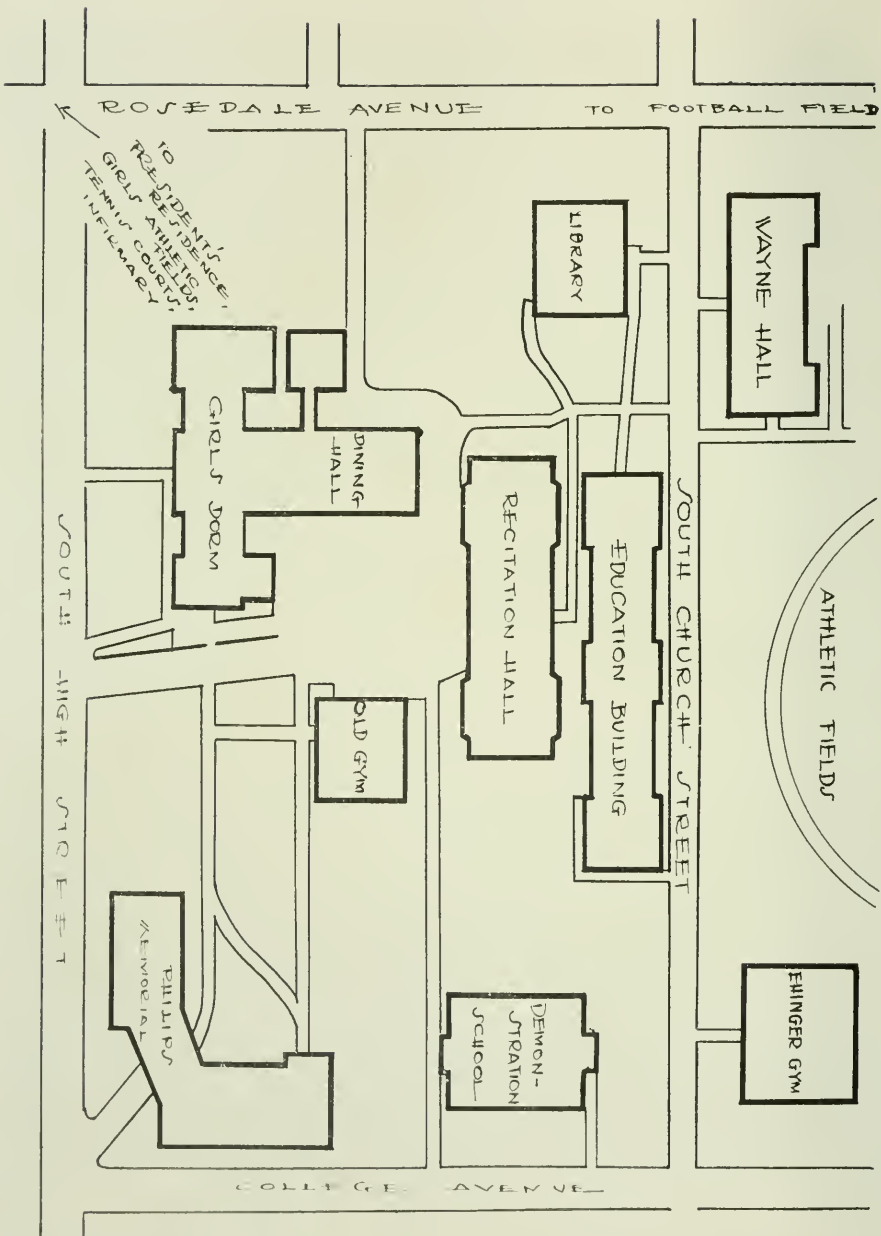 ROSEDALE AVENUE
TO FOOTBALL FIELD
TO
PRESIDENT'S
RESIDENCE,
GIRLS ATHLETIC
FIELDS,
TENNIS COURTS,
INFIRMARY
LIBRARY
WAYNE HALL
GIRLS DORM
DINING
HALL
RECITATION HALL
EDUCATION BUILDING
SOUTH CHURCH STREET
ATHLETIC FIELDS
SOUTH HIGH STREET
OLD GYM
PHILIPS
MEMORIAL
DEMON-
STRATION
SCHOOL
EHINGER GYM
COLLEGE AVENUE